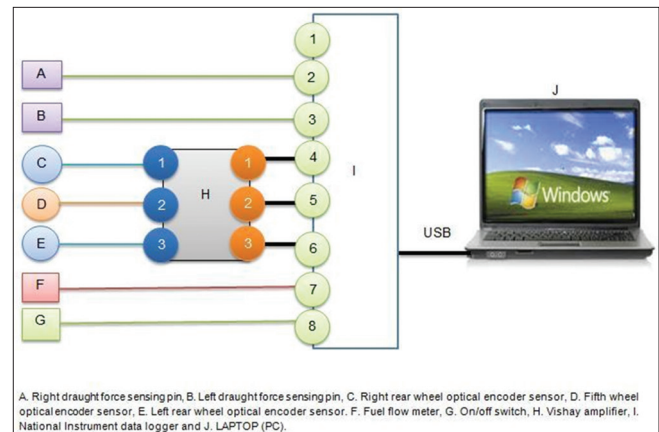 1
A 2
B 3
J
C 1 1 4
I
D 2 H 2 5
Windows
E 3 3 6
USB
F 7
G 8
A. Right draught force sensing pin, B. Left draught force sensing pin, C. Right rear wheel optical encoder sensor, D. Fifth wheel
optical encoder sensor, E. Left rear wheel optical encoder sensor. F. Fuel flow meter, G. On/off switch, H. Vishay amplifier, I.
National Instrument data logger and J. LAPTOP (PC).